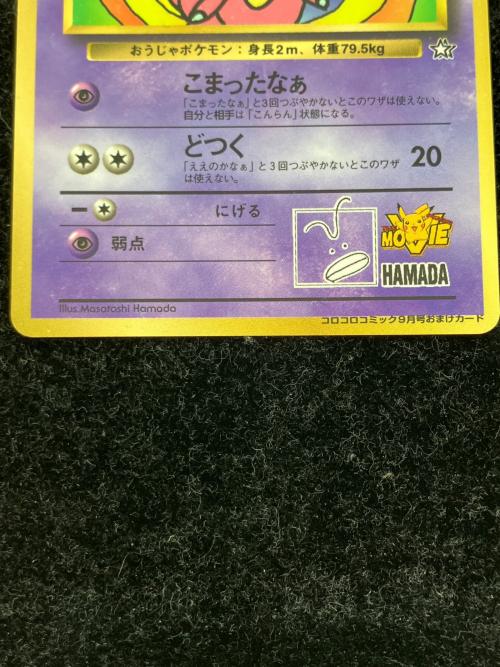 おうじゃポケモン：身長2m、体重79.5kg
こまったなぁ
「こまったなぁ」と3回つぶやかないとこのワザは使えない。
自分と相手は「こんらん」状態になる。
どつく
「ええのかなぁ」と3回つぶやかないとこのワザ
は使えない。
20
にげる
弱点
THE MOVIE
HAMADA
Illus.Masatoshi Hamada
コロコロコミック9月号おまけカード